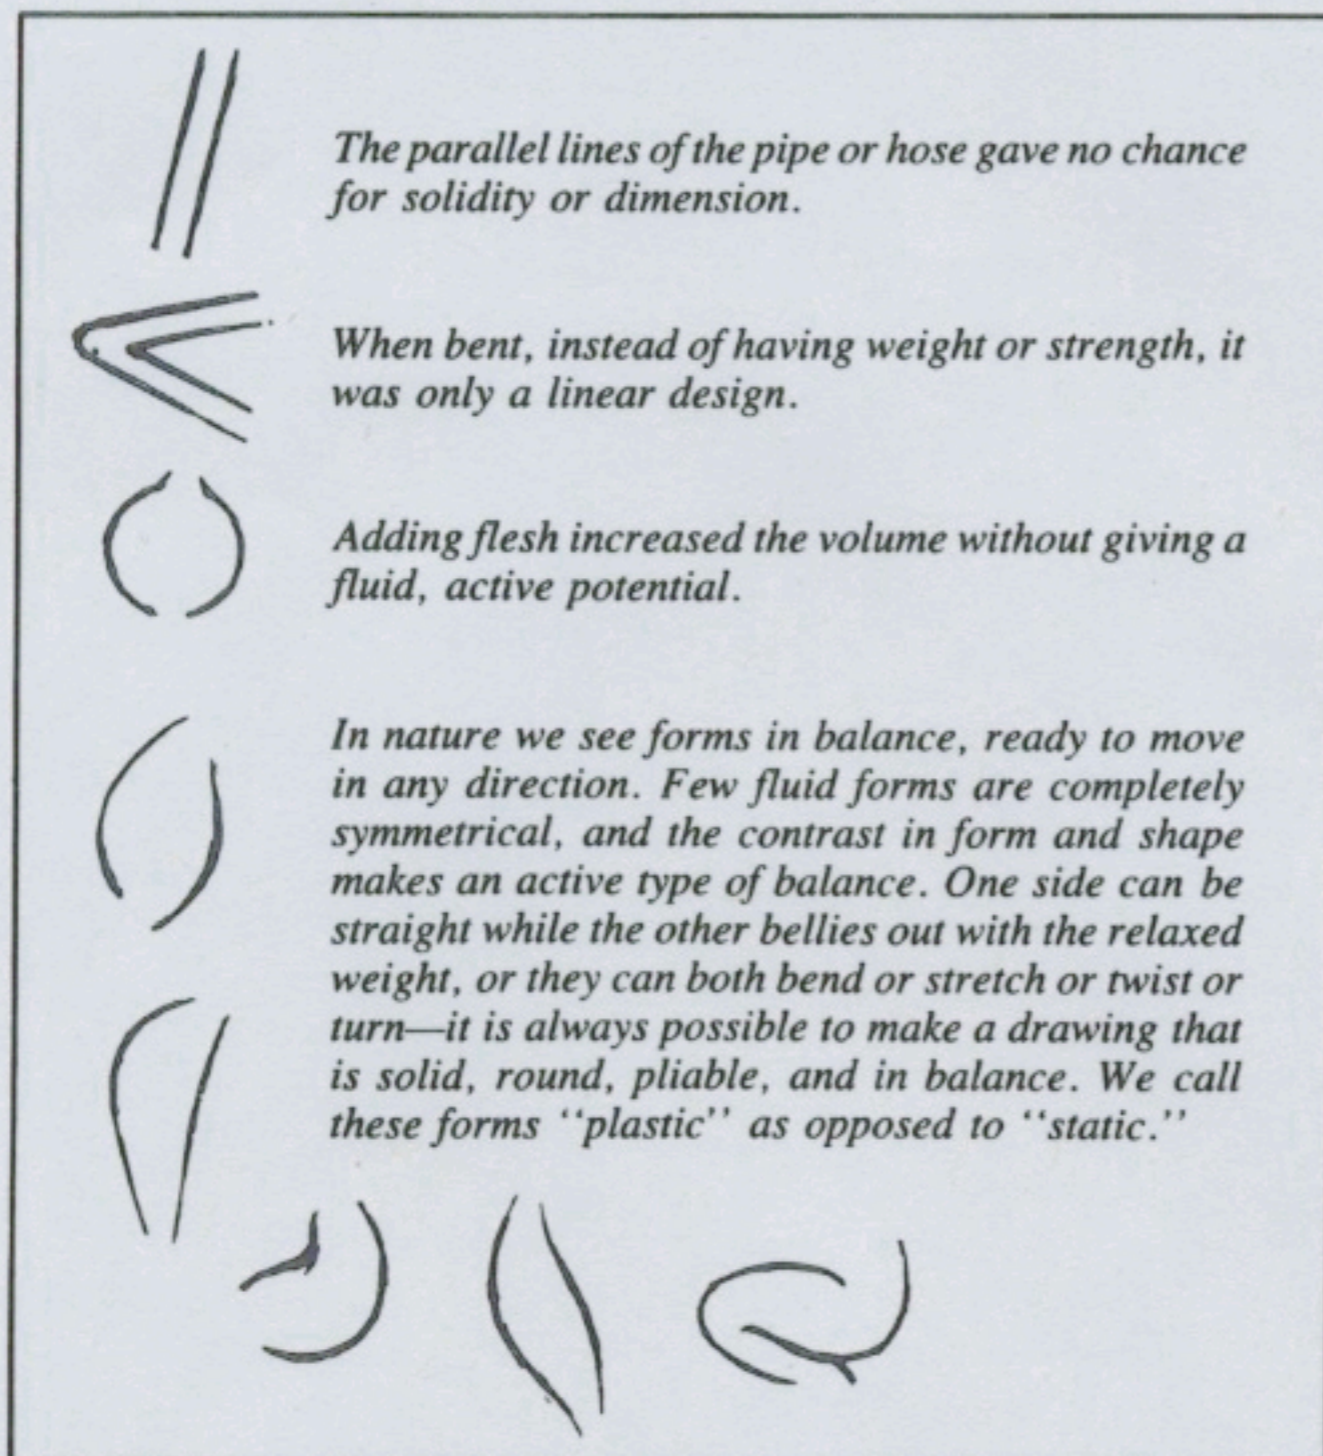 The parallel lines of the pipe or hose gave no chance
for solidity or dimension.
When bent, instead of having weight or strength, it
was only a linear design.
Adding flesh increased the volume without giving a
fluid, active potential.
In nature we see forms in balance, ready to move
in any direction. Few fluid forms are completely
symmetrical, and the contrast in form and shape
makes an active type of balance. One side can be
straight while the other bellies out with the relaxed
weight, or they can both bend or stretch or twist or
turn—it is always possible to make a drawing that
is solid, round, pliable, and in balance. We call
these forms ‘‘plastic’’ as opposed to ‘‘static.’’